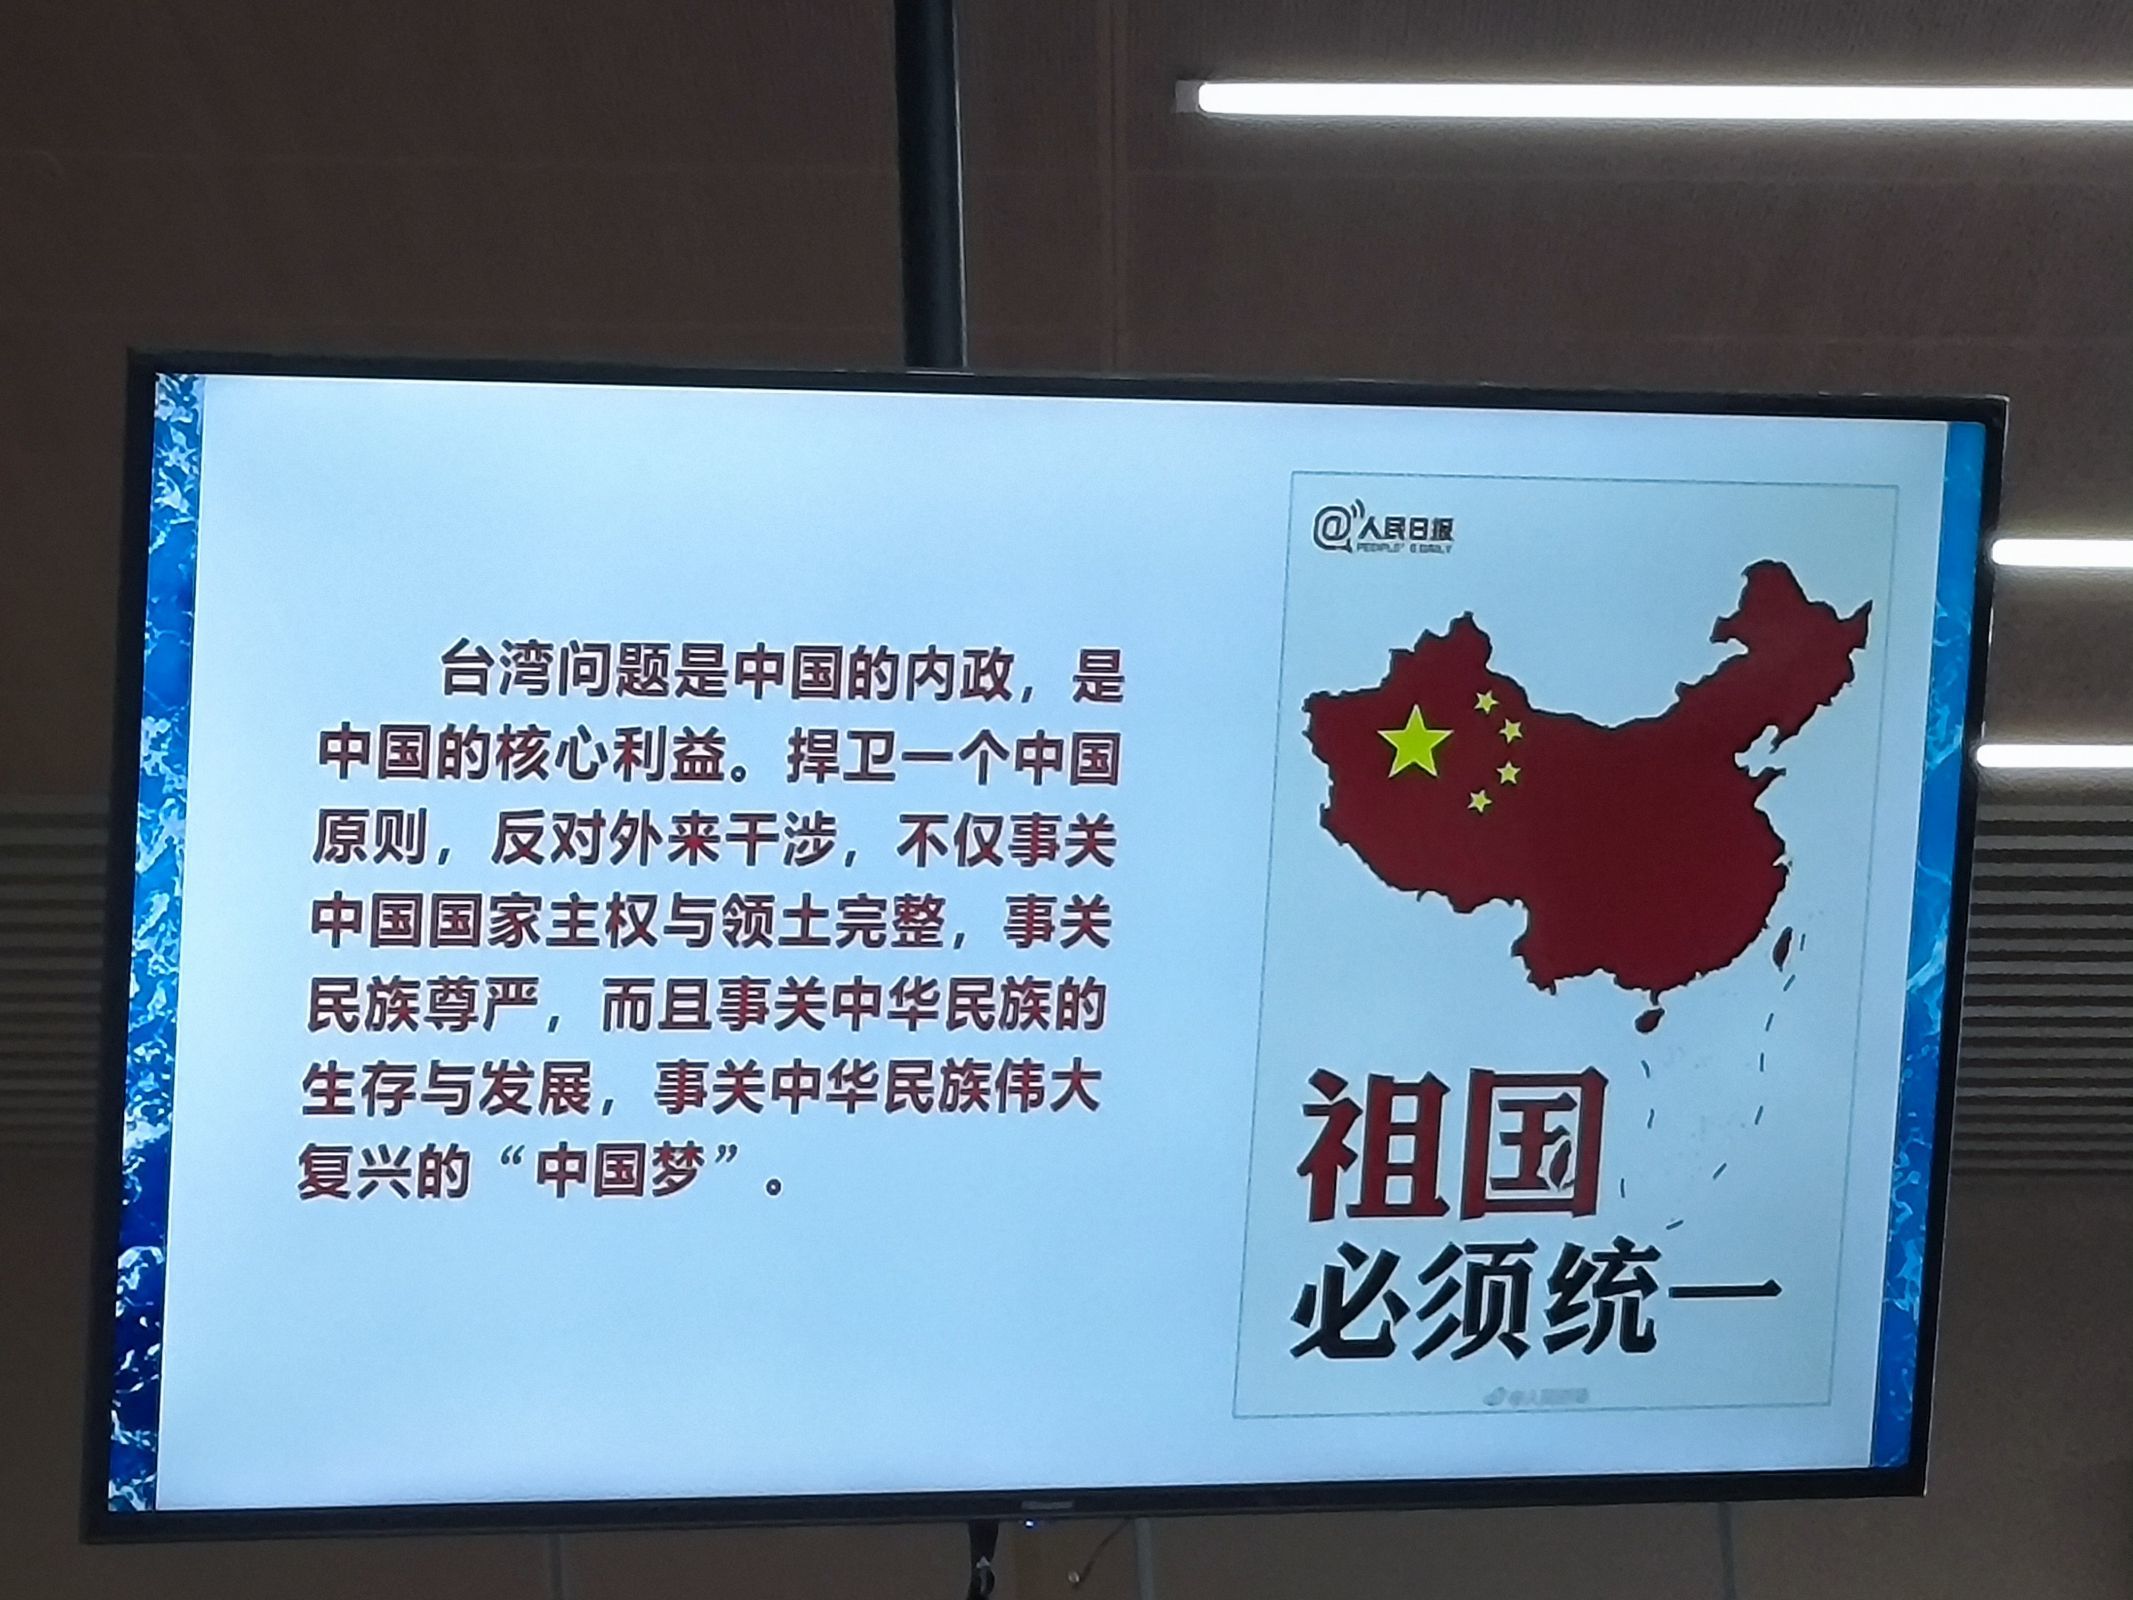 台湾问题是中国的内政，是
中国的核心利益。捍卫一个中国
原则，反对外来干涉，不仅事关
中国国家主权与领土完整，事关
民族尊严，而且事关中华民族的
生存与发展，事关中华民族伟大
复兴的“中国梦”。
@人民日报
PEOPLE'S DAILY
祖国
必须统一